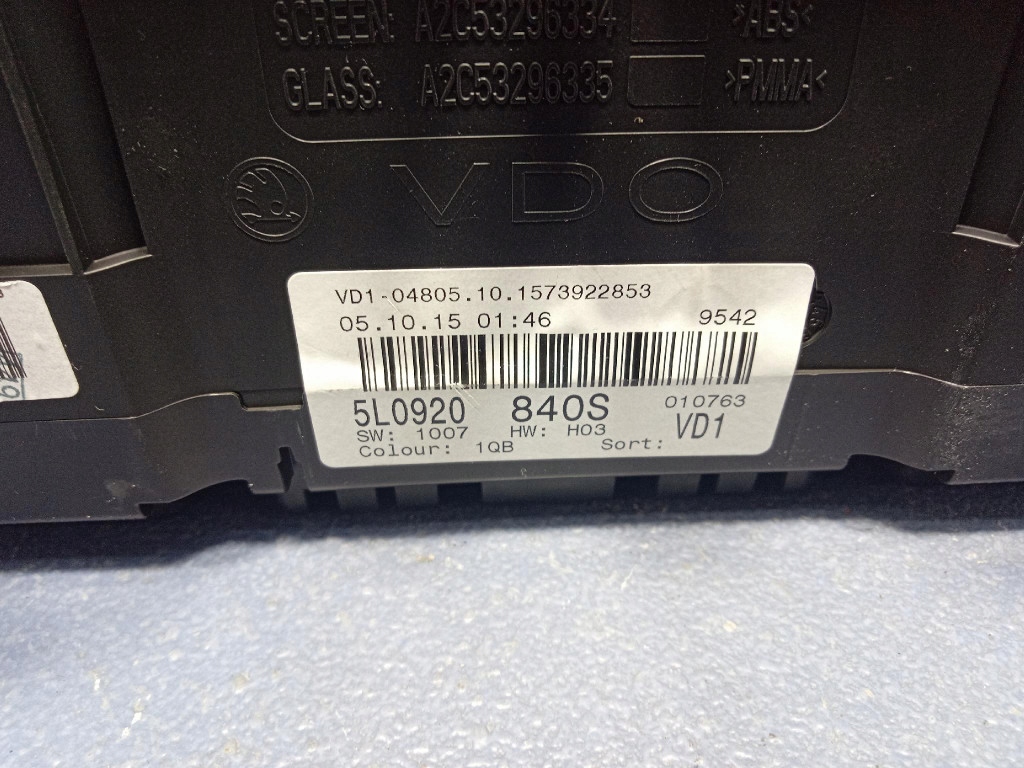 SCREEN: A2C53296334 >ABS<
GLASS: A2C53296335 >PMMA<
VDO
VD1-04805.10.1573922853
05.10.15 01:46 9542
5L0920 840S 010763
SW: 1007 HW: H03 VD1
Colour: 1QB Sort: